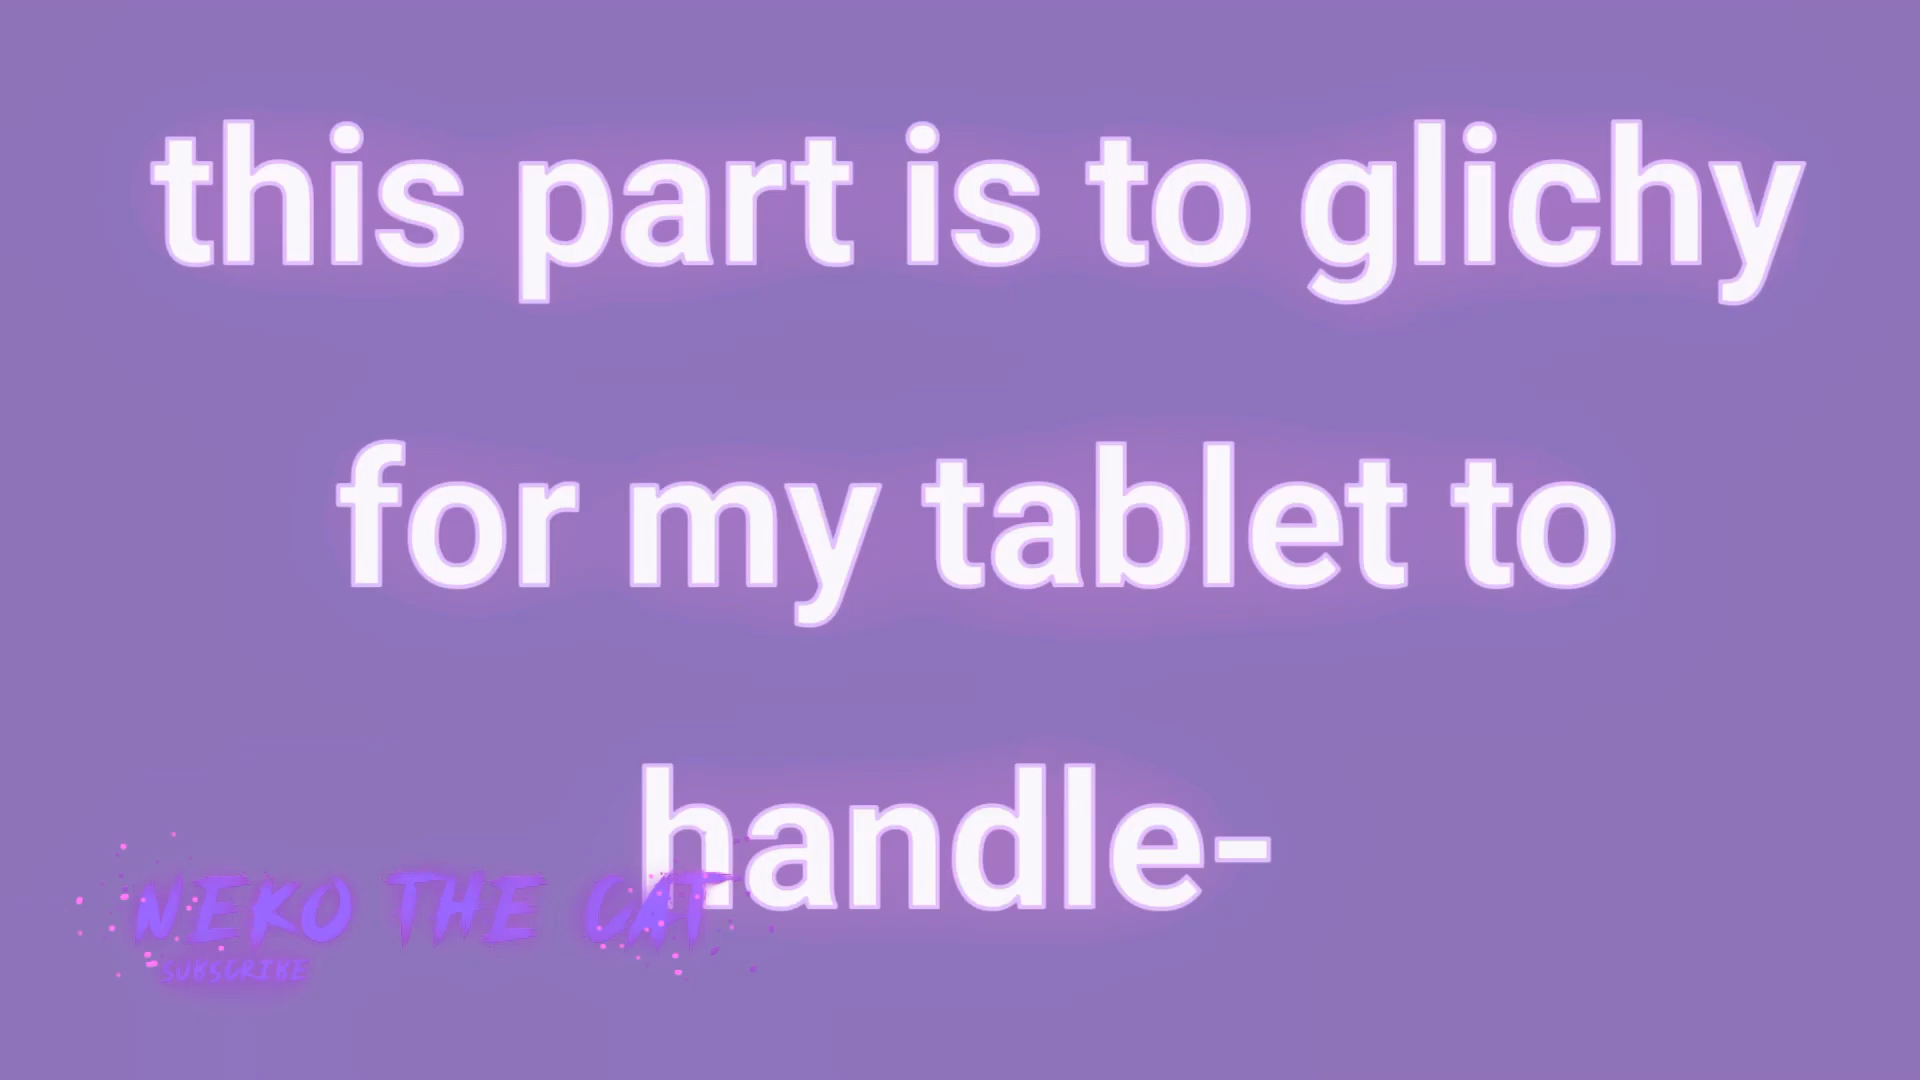 this part is to glichy
for my tablet to
handle-
NEKO THE CAT
SUBSCRIBE